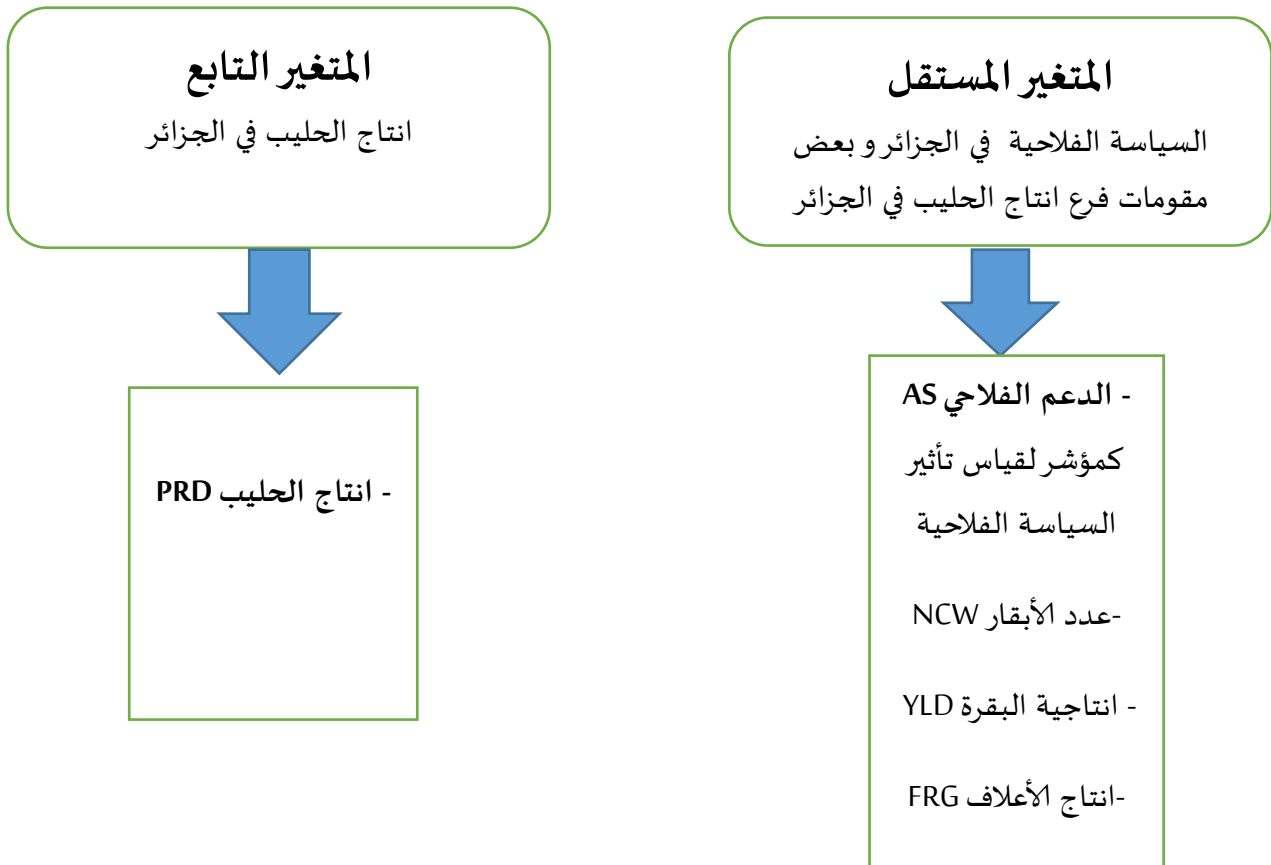 المتغير المستقل
السياسة الفلاحية في الجزائر و بعض
مقومات فرع انتاج الحليب في الجزائر
- الدعم الفلاحي AS
كمؤشر لقياس تأثير
السياسة الفلاحية
-عدد الأبقار NCW
- انتاجية البقرة YLD
-انتاج الأعلاف FRG
المتغير التابع
انتاج الحليب في الجزائر
- انتاج الحليب PRD